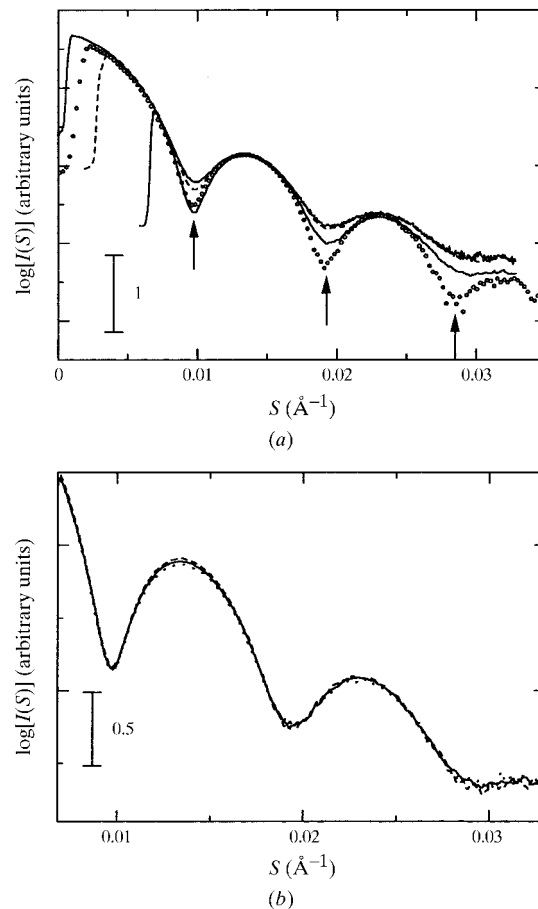 log[I(S)] (arbitrary units)
1
0 0.01 0.02 0.03
S (Å⁻¹)
(a)
log[I(S)] (arbitrary units)
0.5
0.01 0.02 0.03
S (Å⁻¹)
(b)